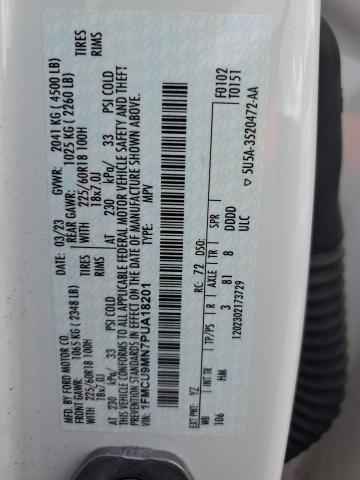 MFD. BY FORD MOTOR CO.
DATE: 03/23 GVWR: 2041 KG ( 4500 LB)
FRONT GAWR: 1065 KG ( 2348 LB) REAR GAWR: 1025 KG ( 2260 LB)
WITH 225/60R18 100H TIRES WITH 225/60R18 100H TIRES
18x7.0J RIMS 18x7.0J RIMS
AT 230 kPa/ 33 PSI COLD AT 230 kPa/ 33 PSI COLD
THIS VEHICLE CONFORMS TO ALL APPLICABLE FEDERAL MOTOR VEHICLE SAFETY AND THEFT
PREVENTION STANDARDS IN EFFECT ON THE DATE OF MANUFACTURE SHOWN ABOVE.
VIN: 1FMCU9MN7PUA18201
TYPE: MPV
F0102
T0151
EXT PNT: YZ RC: 72 DSO:
WB INT TR TP/PS R SPR
106 HM 3 81 8 DDDD
ULC
1202302173729
▽ 5U5A-3520472-AA